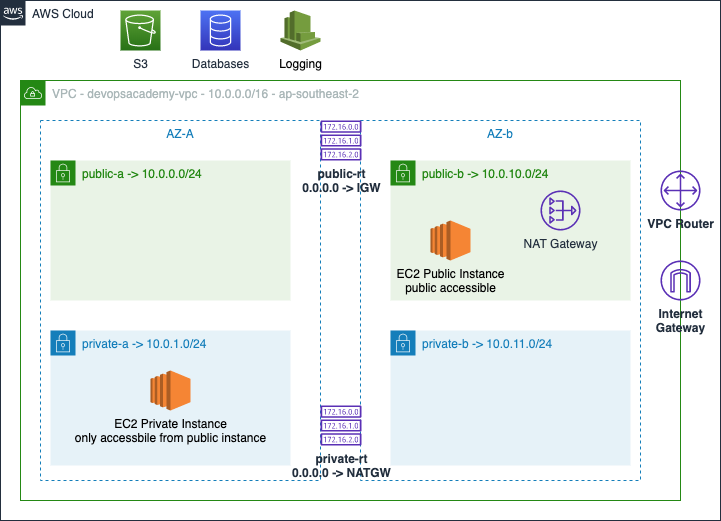 aws
AWS Cloud
S3
Databases
Logging
VPC - devopsacademy-vpc - 10.0.0.0/16 - ap-southeast-2
AZ-A
AZ-b
172.16.0.0
172.16.1.0
172.16.2.0
public-rt
0.0.0.0 -> IGW
public-a -> 10.0.0.0/24
public-b -> 10.0.10.0/24
NAT Gateway
EC2 Public Instance
public accessible
VPC Router
Internet
Gateway
private-a -> 10.0.1.0/24
private-b -> 10.0.11.0/24
EC2 Private Instance
only accessbile from public instance
172.16.0.0
172.16.1.0
172.16.2.0
private-rt
0.0.0.0 -> NATGW